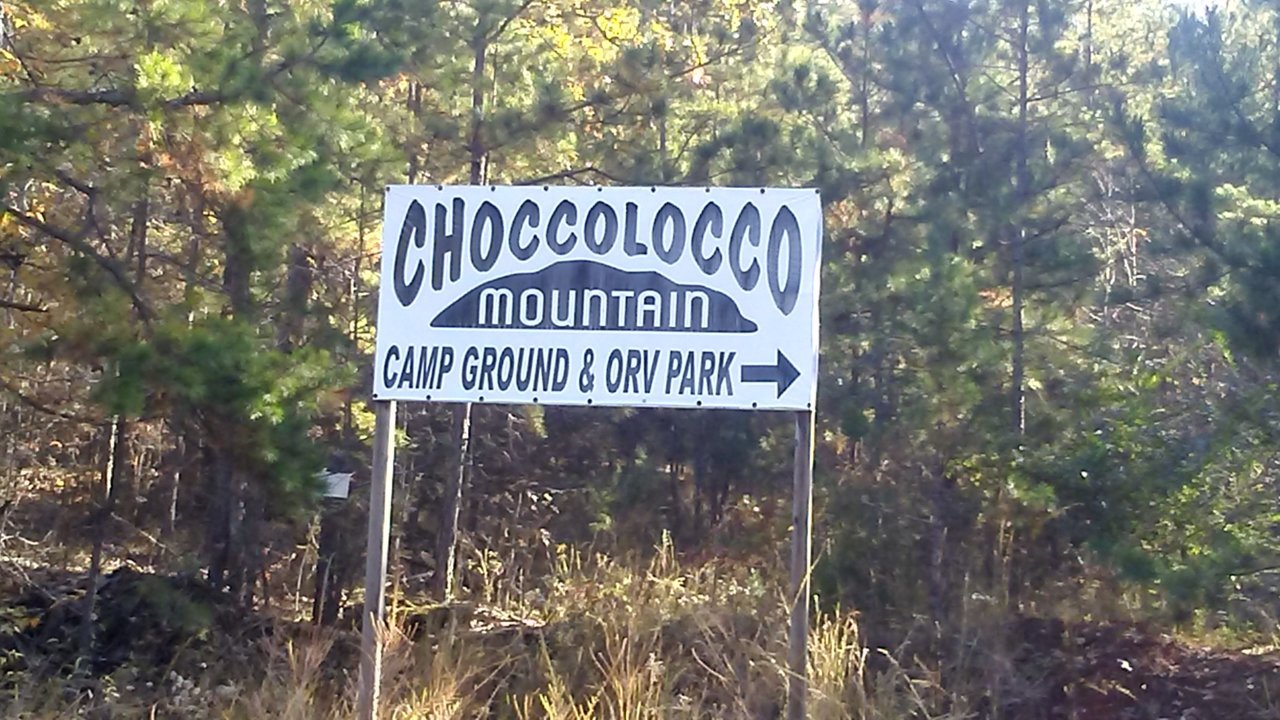 CHOCCOLOCCO
MOUNTAIN
CAMP GROUND & ORV PARK